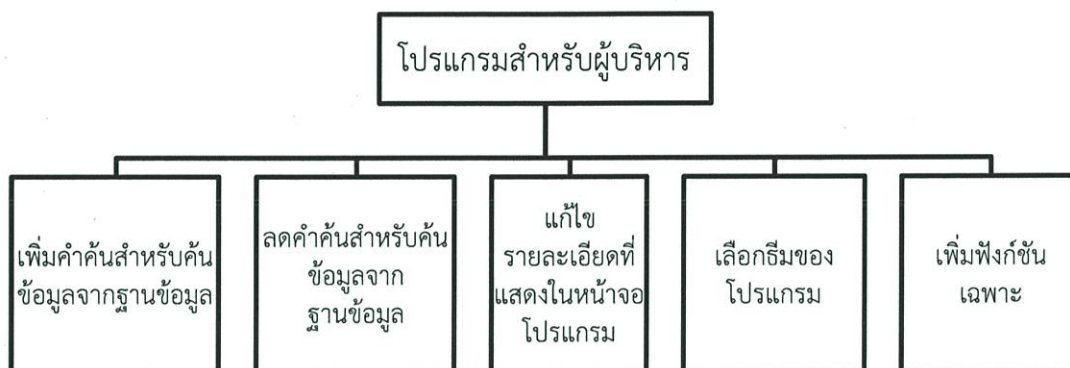 โปรแกรมสำหรับผู้บริหาร
เพิ่มคำค้นสำหรับค้น
ข้อมูลจากฐานข้อมูล
ลดคำค้นสำหรับค้น
ข้อมูลจาก
ฐานข้อมูล
แก้ไข
รายละเอียดที่
แสดงในหน้าจอ
โปรแกรม
เลือกธีมของ
โปรแกรม
เพิ่มฟังก์ชัน
เฉพาะ